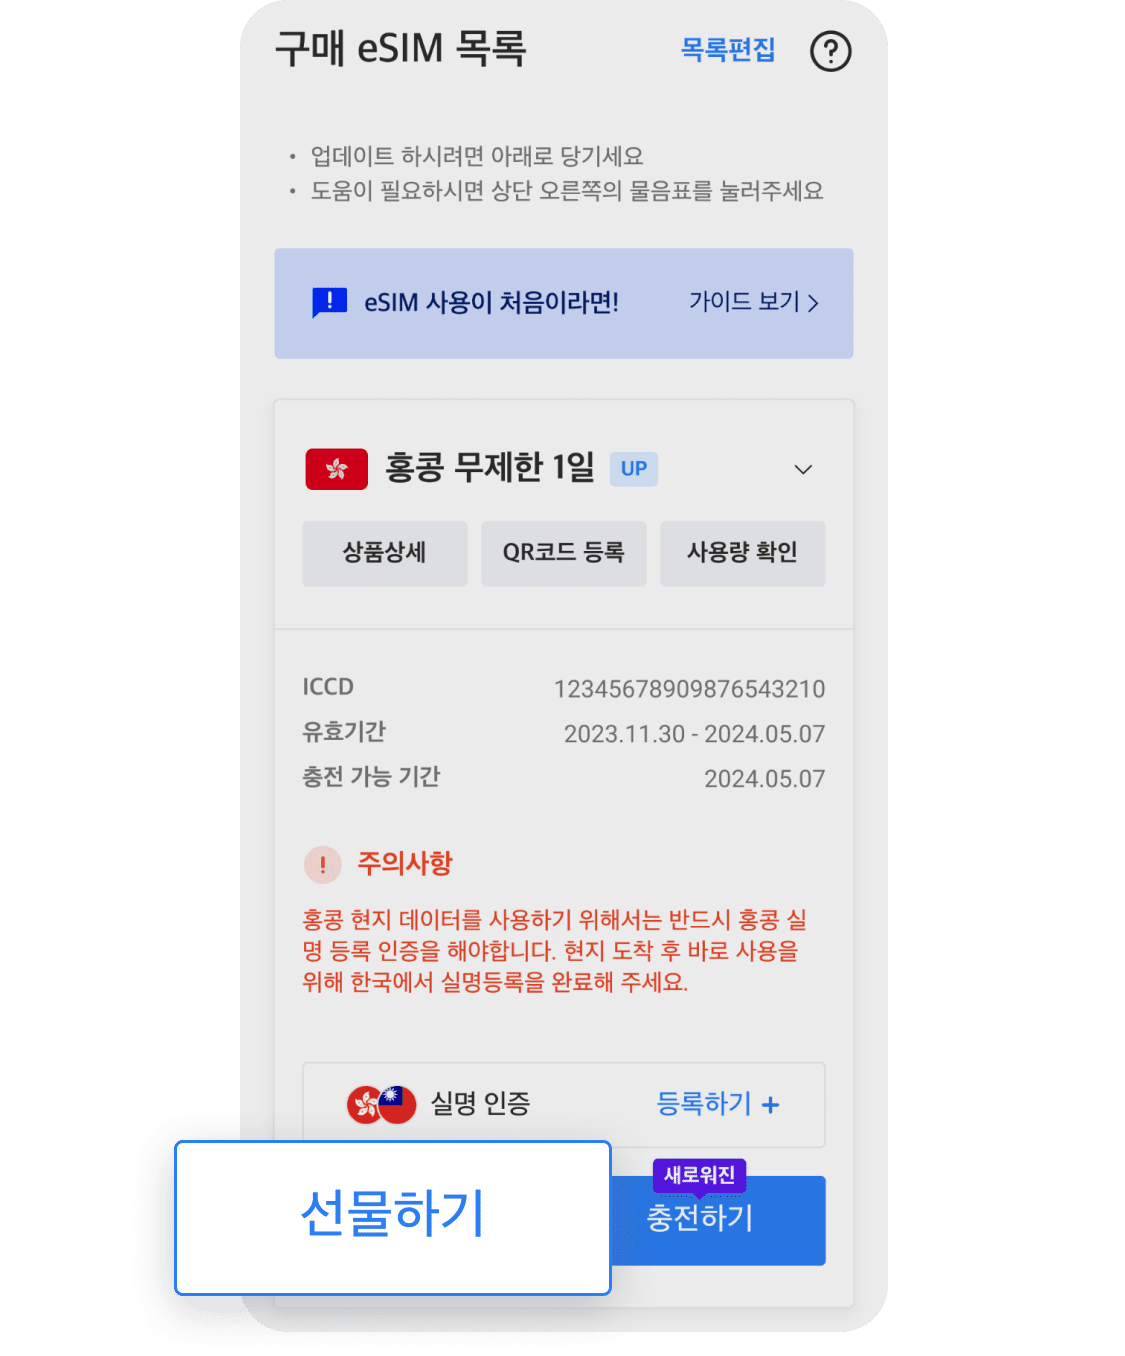 구매 eSIM 목록
목록편집
?
• 업데이트 하시려면 아래로 당기세요
• 도움이 필요하시면 상단 오른쪽의 물음표를 눌러주세요
! eSIM 사용이 처음이라면!
가이드 보기 >
홍콩 무제한 1일 UP
상품상세
QR코드 등록
사용량 확인
ICCD 12345678909876543210
유효기간 2023.11.30 - 2024.05.07
충전 가능 기간 2024.05.07
! 주의사항
홍콩 현지 데이터를 사용하기 위해서는 반드시 홍콩 실
명 등록 인증을 해야합니다. 현지 도착 후 바로 사용을
위해 한국에서 실명등록을 완료해 주세요.
실명 인증
등록하기 +
새로워진
선물하기
충전하기